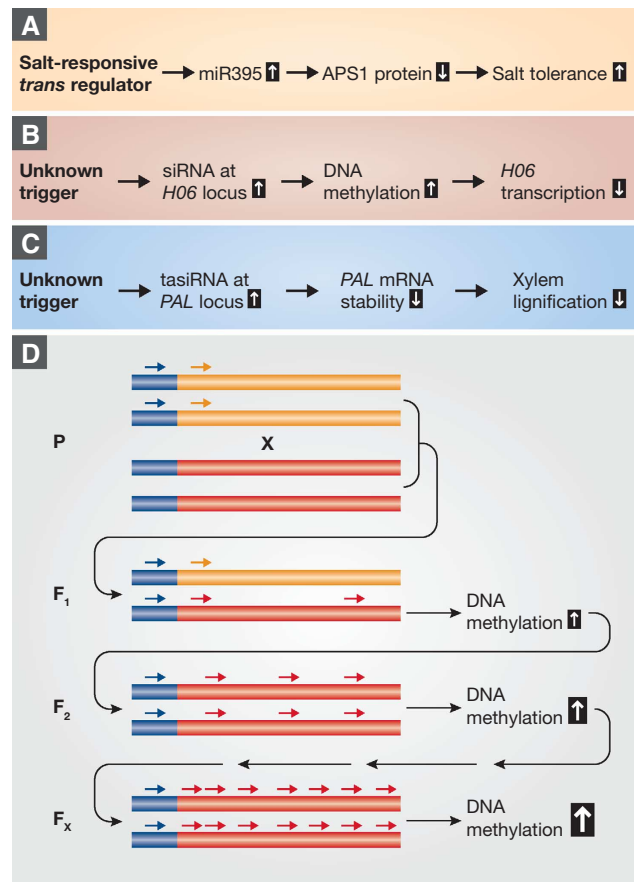 A
Salt-responsive
trans regulator
miR395 ↑
APS1 protein ↓
Salt tolerance ↑
B
Unknown
trigger
siRNA at
H06 locus ↑
DNA
methylation ↑
H06
transcription ↓
C
Unknown
trigger
tasiRNA at
PAL locus ↑
PAL mRNA
stability ↓
Xylem
lignification ↓
D
P
X
F1
DNA
methylation ↑
F2
DNA
methylation ↑
FX
DNA
methylation ↑